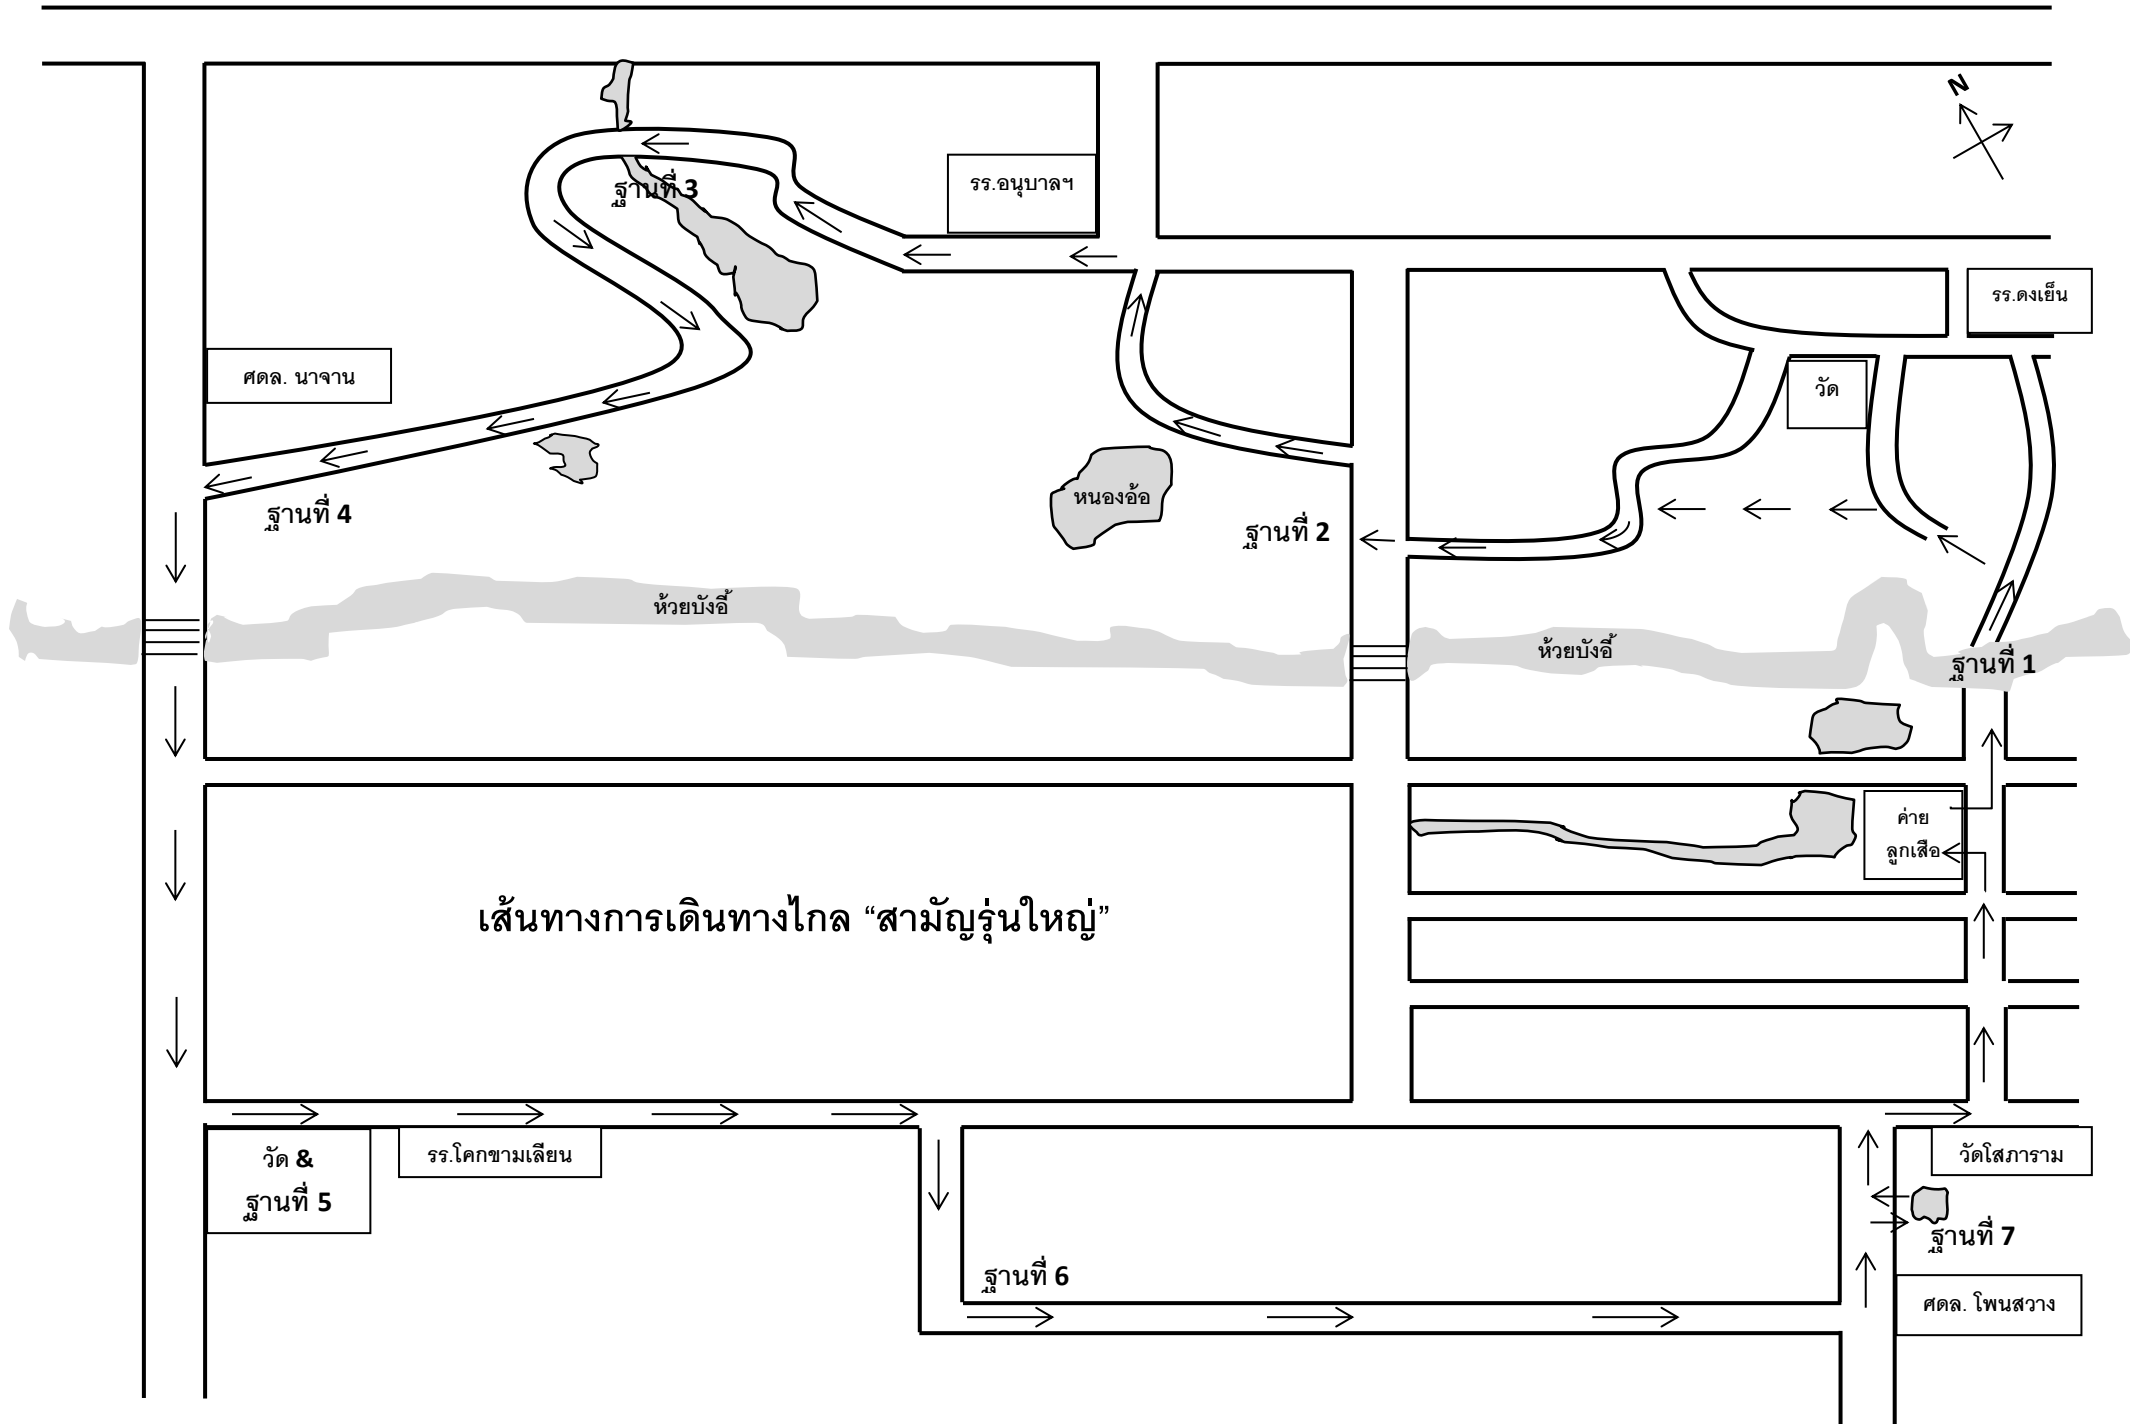 N
รร.อนุบาลฯ
ฐานที่ 3
รร.ดงเย็น
ศดล. นาจาน
วัด
หนองอ้อ
ฐานที่ 4
ฐานที่ 2
ห้วยบังอี้
ห้วยบังอี้
ฐานที่ 1
ค่าย
ลูกเสือ
เส้นทางการเดินทางไกล “สามัญรุ่นใหญ่”
วัด &
ฐานที่ 5
รร.โคกขามเลียน
วัดโสภาราม
ฐานที่ 7
ฐานที่ 6
ศดล. โพนสวาง